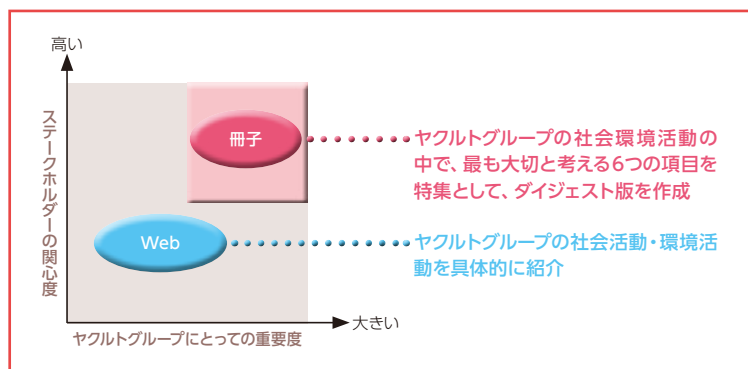 高い
ステークホルダーの関心度
冊子
ヤクルトグループの社会環境活動の
中で、最も大切と考える6つの項目を
特集として、ダイジェスト版を作成
Web
ヤクルトグループの社会活動・環境活
動を具体的に紹介
大きい
ヤクルトグループにとっての重要度